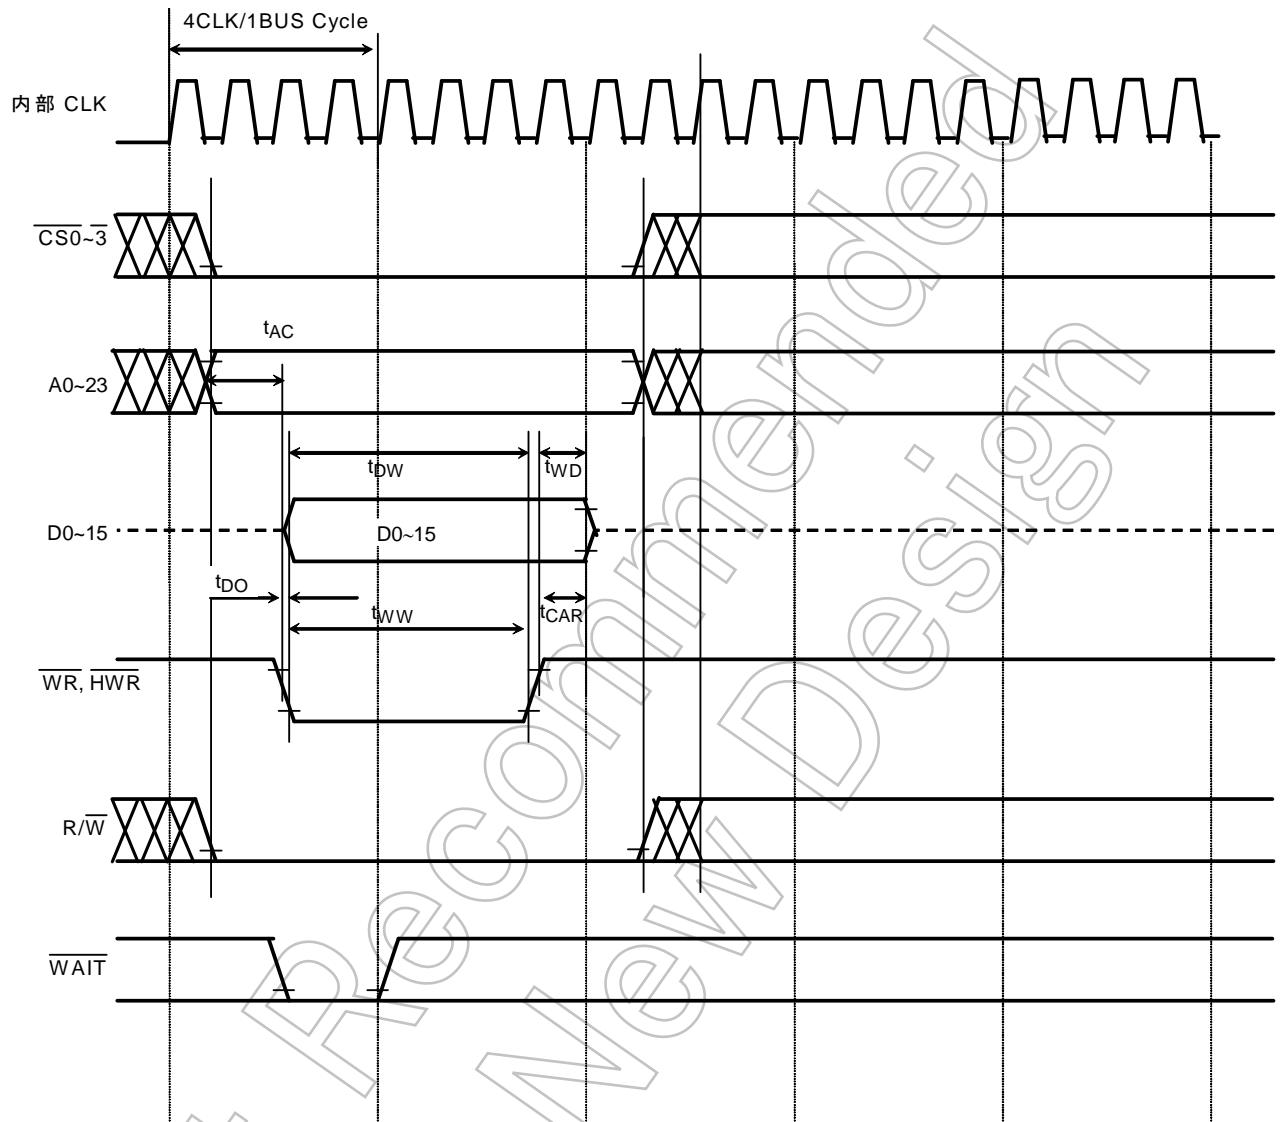 4CLK/1BUS Cycle
内部 CLK
CS0~3
tAC
A0~23
tDW
tWD
D0~15
D0~15
tDO
tWW
tCAR
WR, HWR
R/W
WAIT
Recommended
New Design